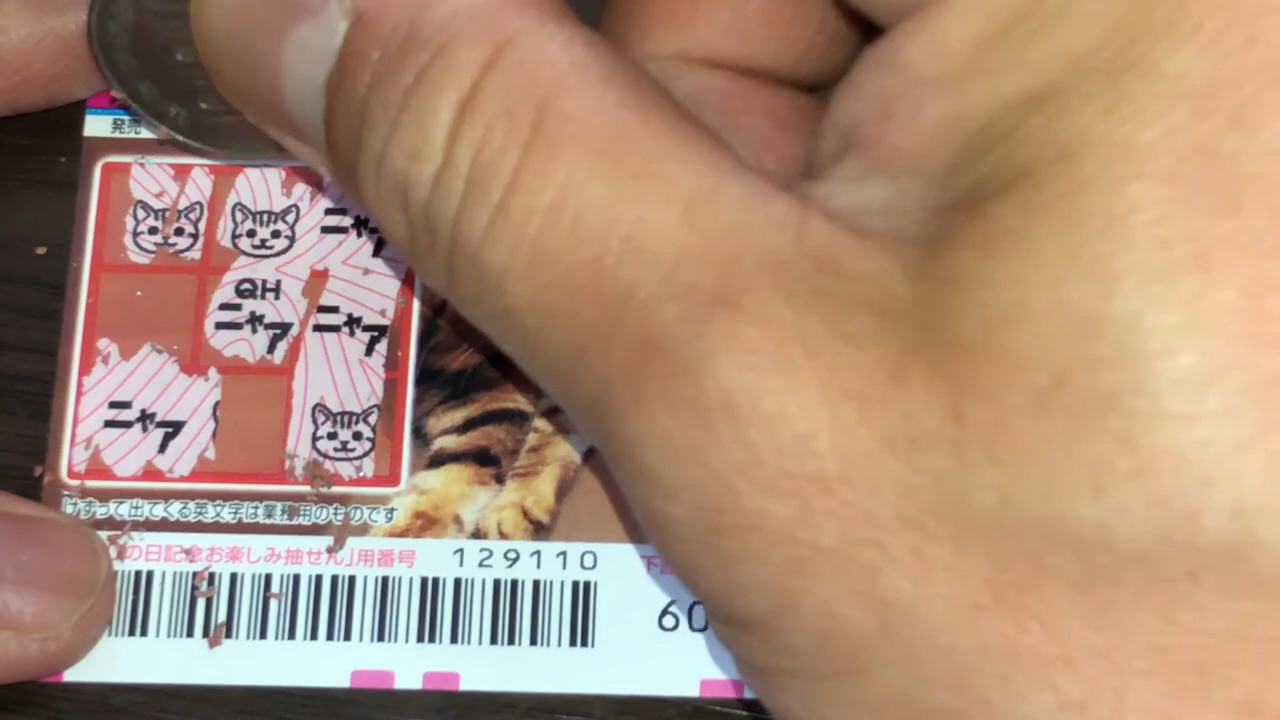 発売
ニャア
QH
ニャア
ニャア
ニャア
けずって出てくる英文字は業務用のものです
の日記念お楽しみ抽せん」用番号
129110
下
60